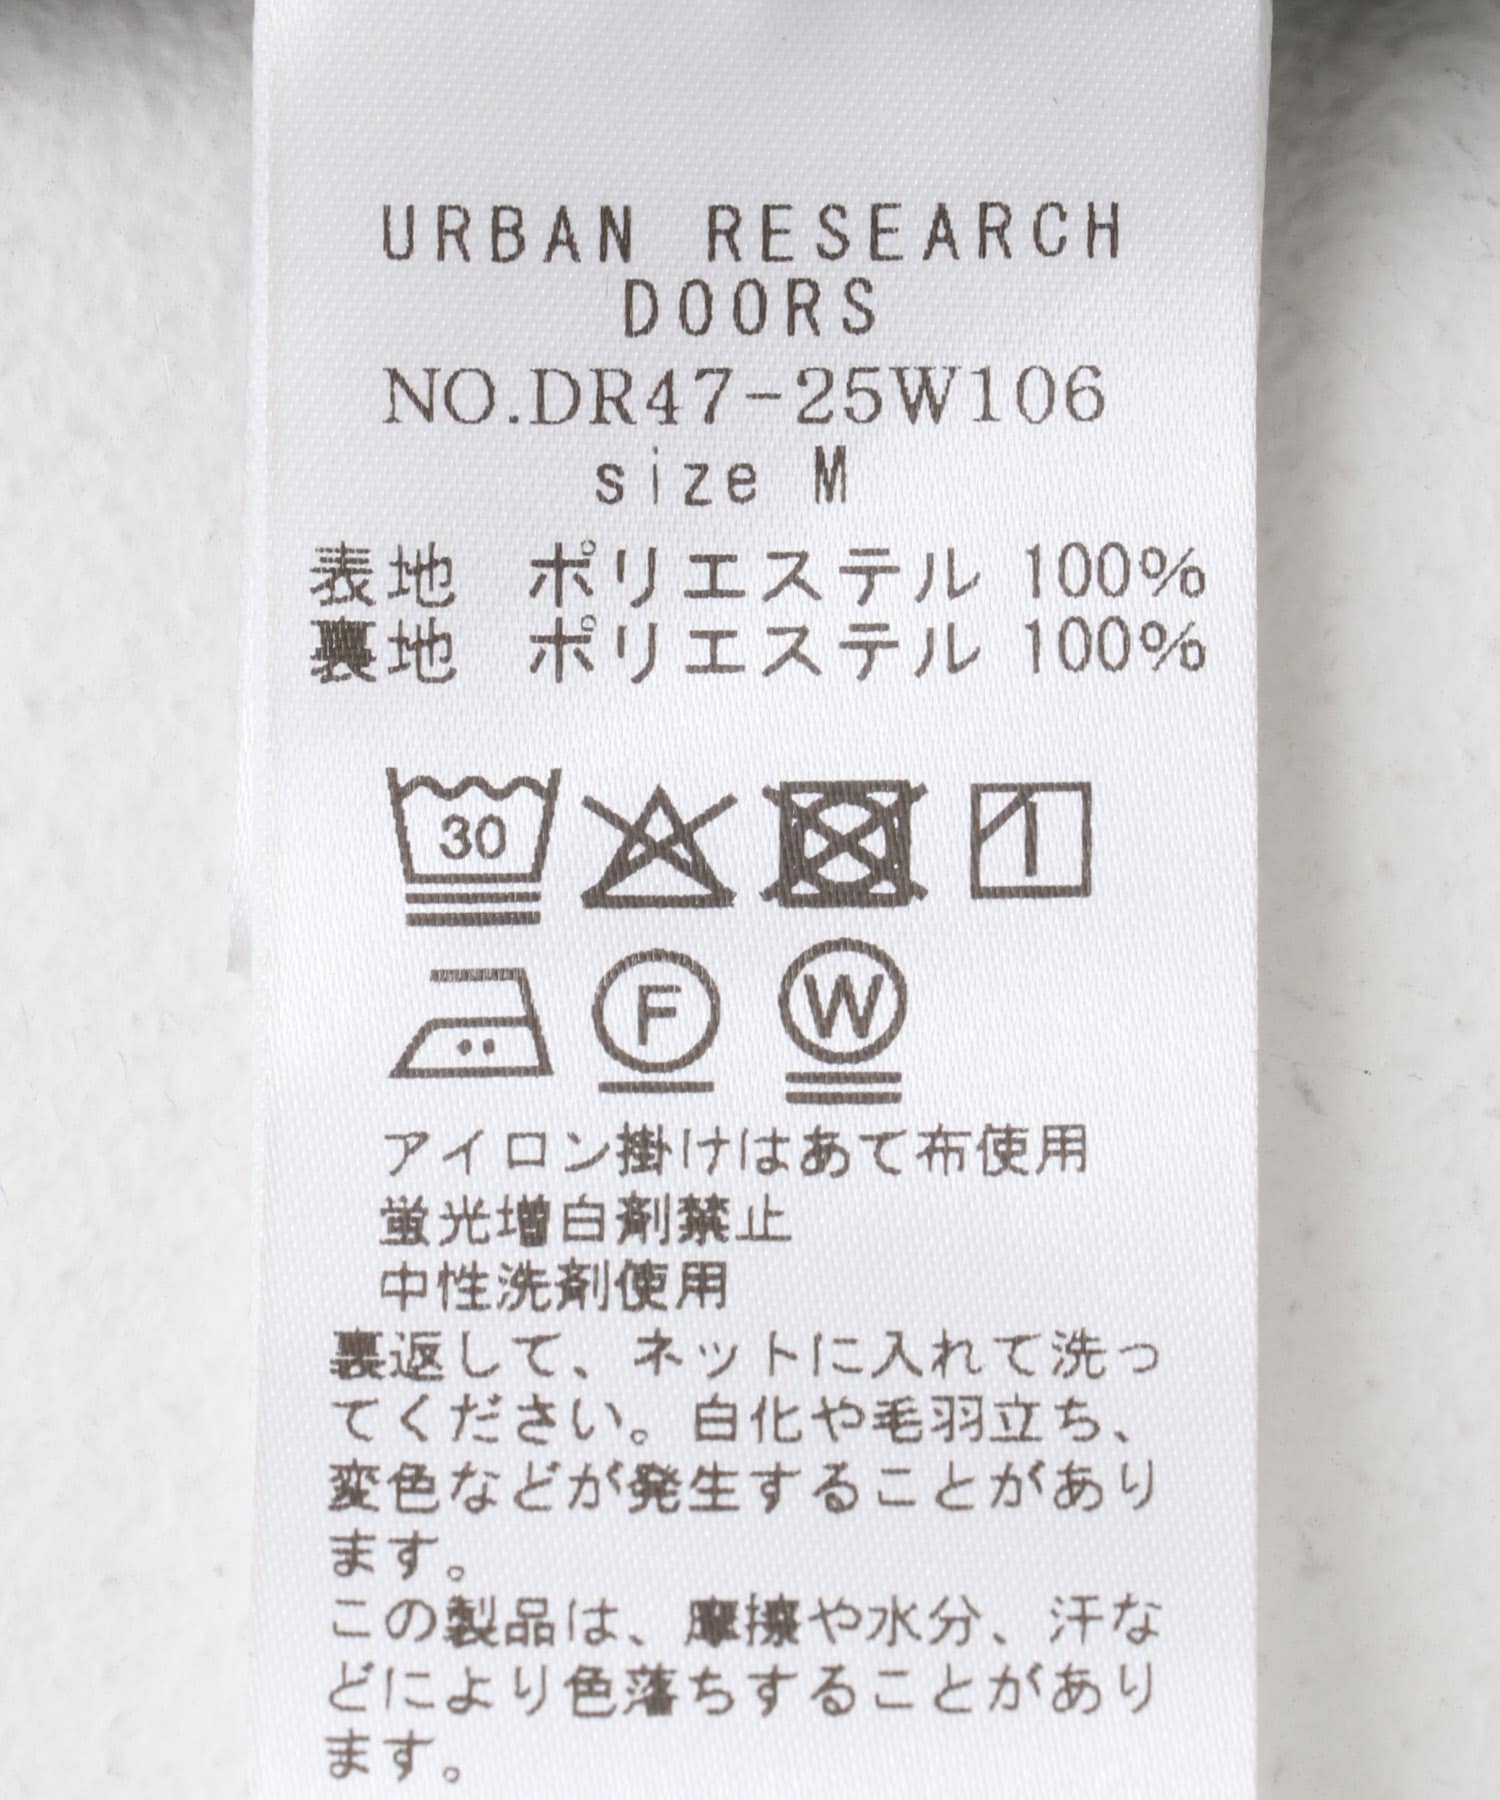 URBAN RESEARCH
DOORS
NO.DR47-25W106
size M
表地 ポリエステル 100%
裏地 ポリエステル 100%
30
F W
アイロン掛けはあて布使用
蛍光増白剤禁止
中性洗剤使用
裏返して、ネットに入れて洗っ
てください。白化や毛羽立ち、
変色などが発生することがあり
ます。
この製品は、摩擦や水分、汗な
どにより色落ちすることがあり
ます。